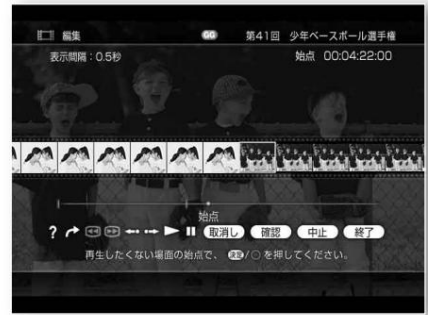 編集 GG 第41回 少年ベースボール選手権
表示間隔：0.5秒 始点 00:04:22:00
始点
? 取消し 確認 中止 終了
再生したくない場面の始点で、決定/○を押してください。